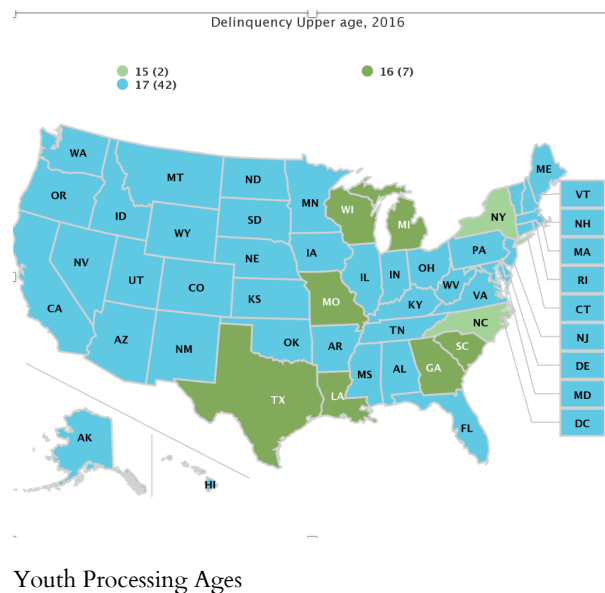 Delinquency Upper age, 2016
15 (2)
16 (7)
17 (42)
WA
MT
ND
MN
ME
VT
OR
ID
SD
WI
MI
NY
NH
WY
MA
NV
NE
IA
PA
RI
UT
CO
IL
IN
OH
WV
VA
CT
CA
KS
MO
KY
NJ
AZ
NM
OK
AR
TN
NC
DE
SC
MS
AL
GA
MD
TX
LA
DC
FL
AK
HI
Youth Processing Ages